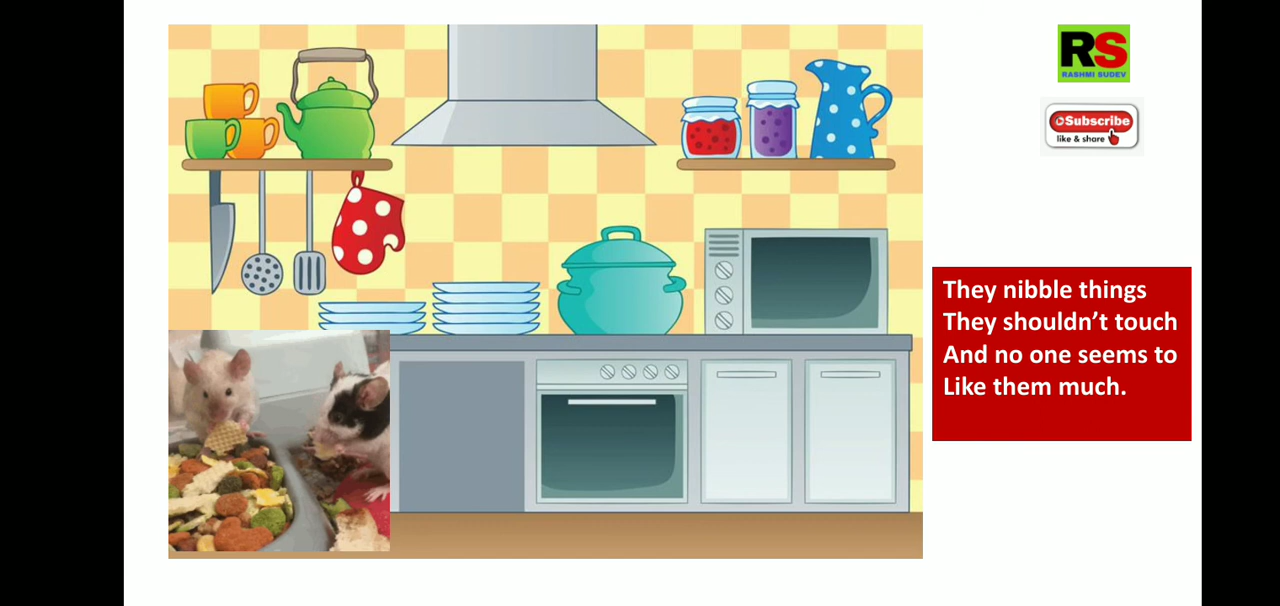 RS
RASHMI SUDEV
Subscribe
like & share
They nibble things
They shouldn't touch
And no one seems to
Like them much.